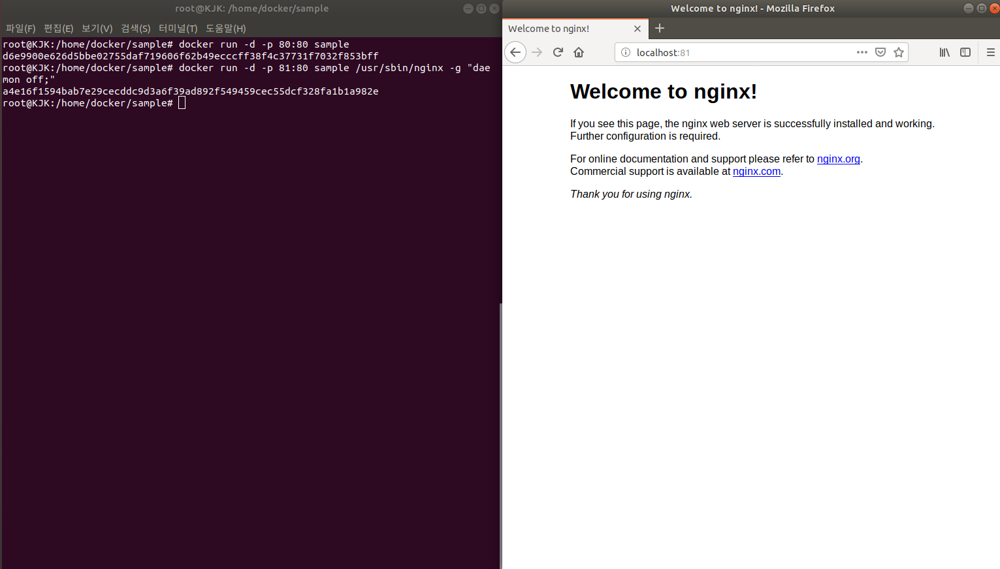 root@KJK: /home/docker/sample
파일(F) 편집(E) 보기(V) 검색(S) 터미널(T) 도움말(H)
root@KJK:/home/docker/sample# docker run -d -p 80:80 sample
d6e9900e626d5bbe02755daf719606f62b49ecccff38f4c37731f7032f853bff
root@KJK:/home/docker/sample# docker run -d -p 81:80 sample /usr/sbin/nginx -g "dae
mon off;"
a4e16f1594bab7e29cecddc9d3a6f39ad892f549459cec55dcf328fa1b1a982e
root@KJK:/home/docker/sample#
Welcome to nginx! - Mozilla Firefox
Welcome to nginx!
localhost:81
Welcome to nginx!
If you see this page, the nginx web server is successfully installed and working.
Further configuration is required.
For online documentation and support please refer to nginx.org.
Commercial support is available at nginx.com.
Thank you for using nginx.